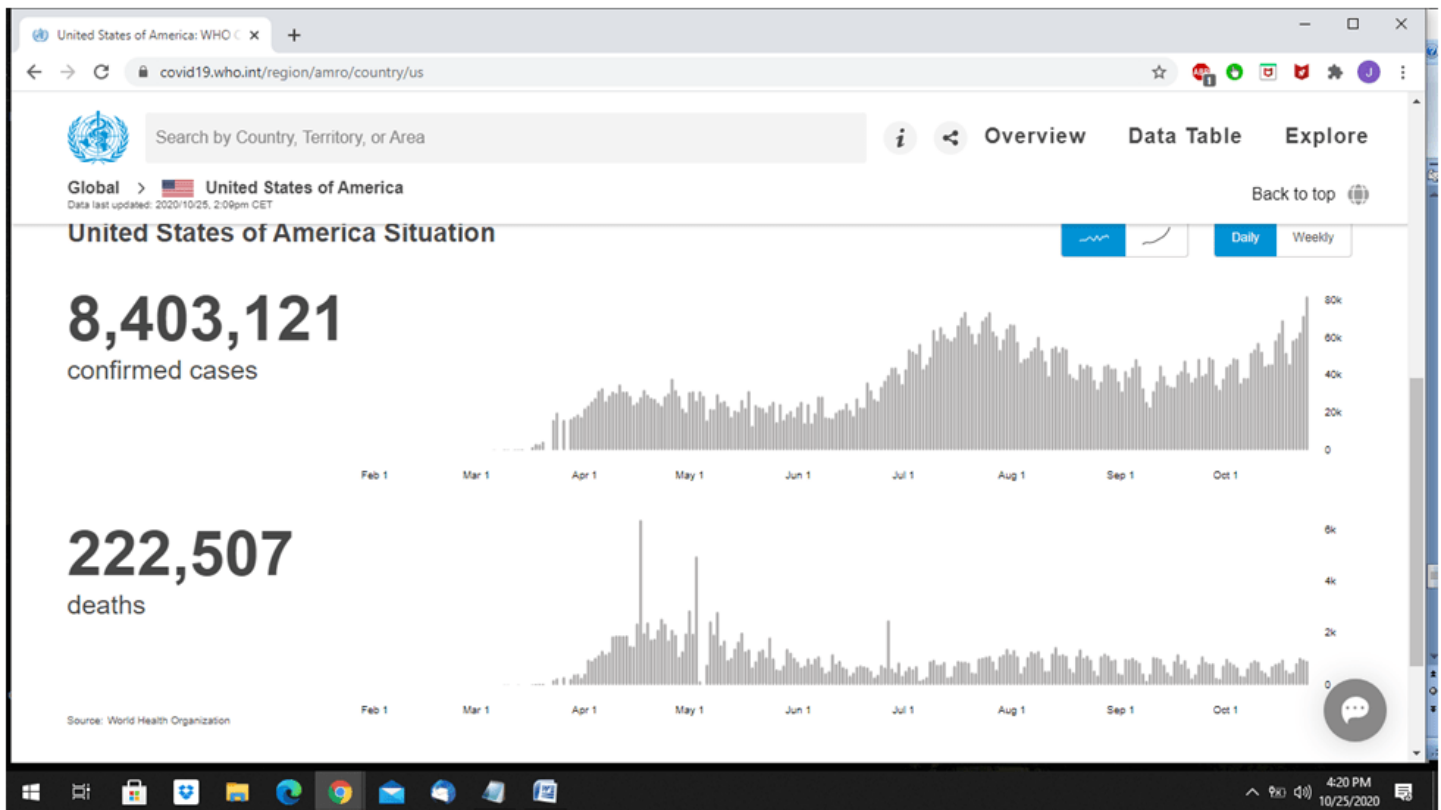 United States of America: WHO C
covid19.who.int/region/amro/country/us
ABP
1
J
Search by Country, Territory, or Area
i
Overview
Data Table
Explore
Global > United States of America
Data last updated: 2020/10/25, 2:09pm CET
Back to top
United States of America Situation
Daily
Weekly
8,403,121
confirmed cases
80k
60k
40k
20k
0
Feb 1 Mar 1 Apr 1 May 1 Jun 1 Jul 1 Aug 1 Sep 1 Oct 1
222,507
deaths
6k
4k
2k
0
Feb 1 Mar 1 Apr 1 May 1 Jun 1 Jul 1 Aug 1 Sep 1 Oct 1
Source: World Health Organization
4:20 PM
10/25/2020